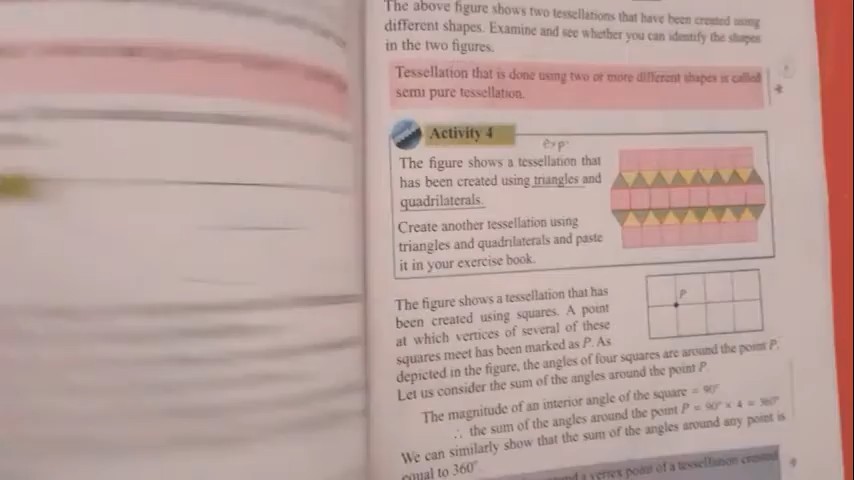 The above figure shows two tessellations that have been created using
different shapes. Examine and see whether you can identify the shapes
in the two figures.
Tessellation that is done using two or more different shapes is called
semi pure tessellation.
Activity 4
The figure shows a tessellation that
has been created using triangles and
quadrilaterals.
Create another tessellation using
triangles and quadrilaterals and paste
it in your exercise book.
The figure shows a tessellation that has
been created using squares. A point
at which vertices of several of these
squares meet has been marked as P. As
depicted in the figure, the angles of four squares are around the point P.
Let us consider the sum of the angles around the point P.
P
The magnitude of an interior angle of the square = 90°
∴ the sum of the angles around the point P = 90° × 4 = 360°
We can similarly show that the sum of the angles around any point is
equal to 360°
a vertex point of a tessellation created